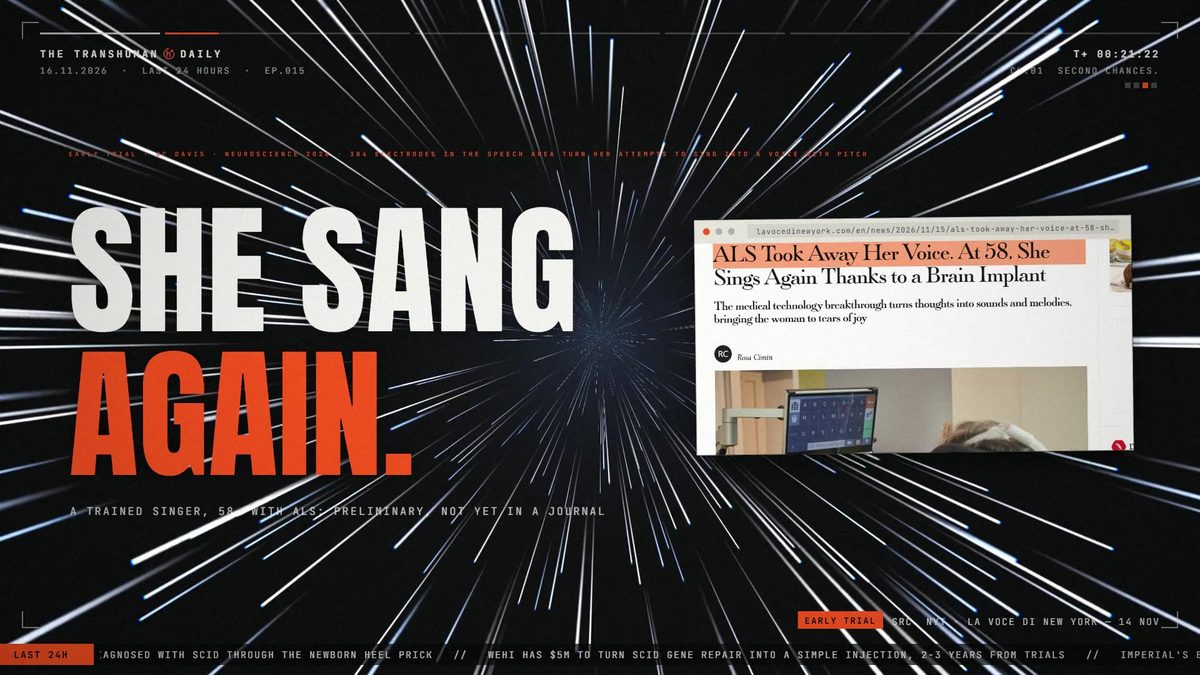 THE TRANSHUMAN DAILY
16.11.2026 · LAST 24 HOURS · EP.015
T+ 00:21:22
SECOND CHANCES.
EARLY TRIAL · UC DAVIS · NEUROSCIENCE 2026 · 384 ELECTRODES IN THE SPEECH AREA TURN HER ATTEMPTS TO SING INTO A VOICE WITH PITCH
SHE SANG
AGAIN.
A TRAINED SINGER, 58, WITH ALS: PRELIMINARY, NOT YET IN A JOURNAL
lavocedinewyork.com/en/news/2026/11/15/als-took-away-her-voice-at-58-sh…
ALS Took Away Her Voice. At 58, She
Sings Again Thanks to a Brain Implant
The medical technology breakthrough turns thoughts into sounds and melodies,
bringing the woman to tears of joy
RC Rosa Cimin
EARLY TRIAL SRC NYT · LA VOCE DI NEW YORK — 14 NOV
LAST 24H AGNOSED WITH SCID THROUGH THE NEWBORN HEEL PRICK // WEHI HAS $5M TO TURN SCID GENE REPAIR INTO A SIMPLE INJECTION, 2-3 YEARS FROM TRIALS // IMPERIAL'S